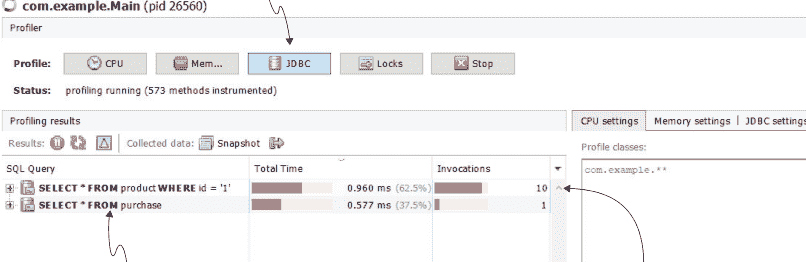 com.example.Main (pid 26560)
Profiler
Profile: CPU Mem... JDBC Locks Stop
Status: profiling running (573 methods instrumented)
Profiling results
CPU settings Memory settings JDBC settings
Results: Collected data: Snapshot
Profile classes:
SQL Query Total Time Invocations
com.example.**
SELECT * FROM product WHERE id = '1' 0.960 ms (62.5%) 10
SELECT * FROM purchase 0.577 ms (37.5%) 1